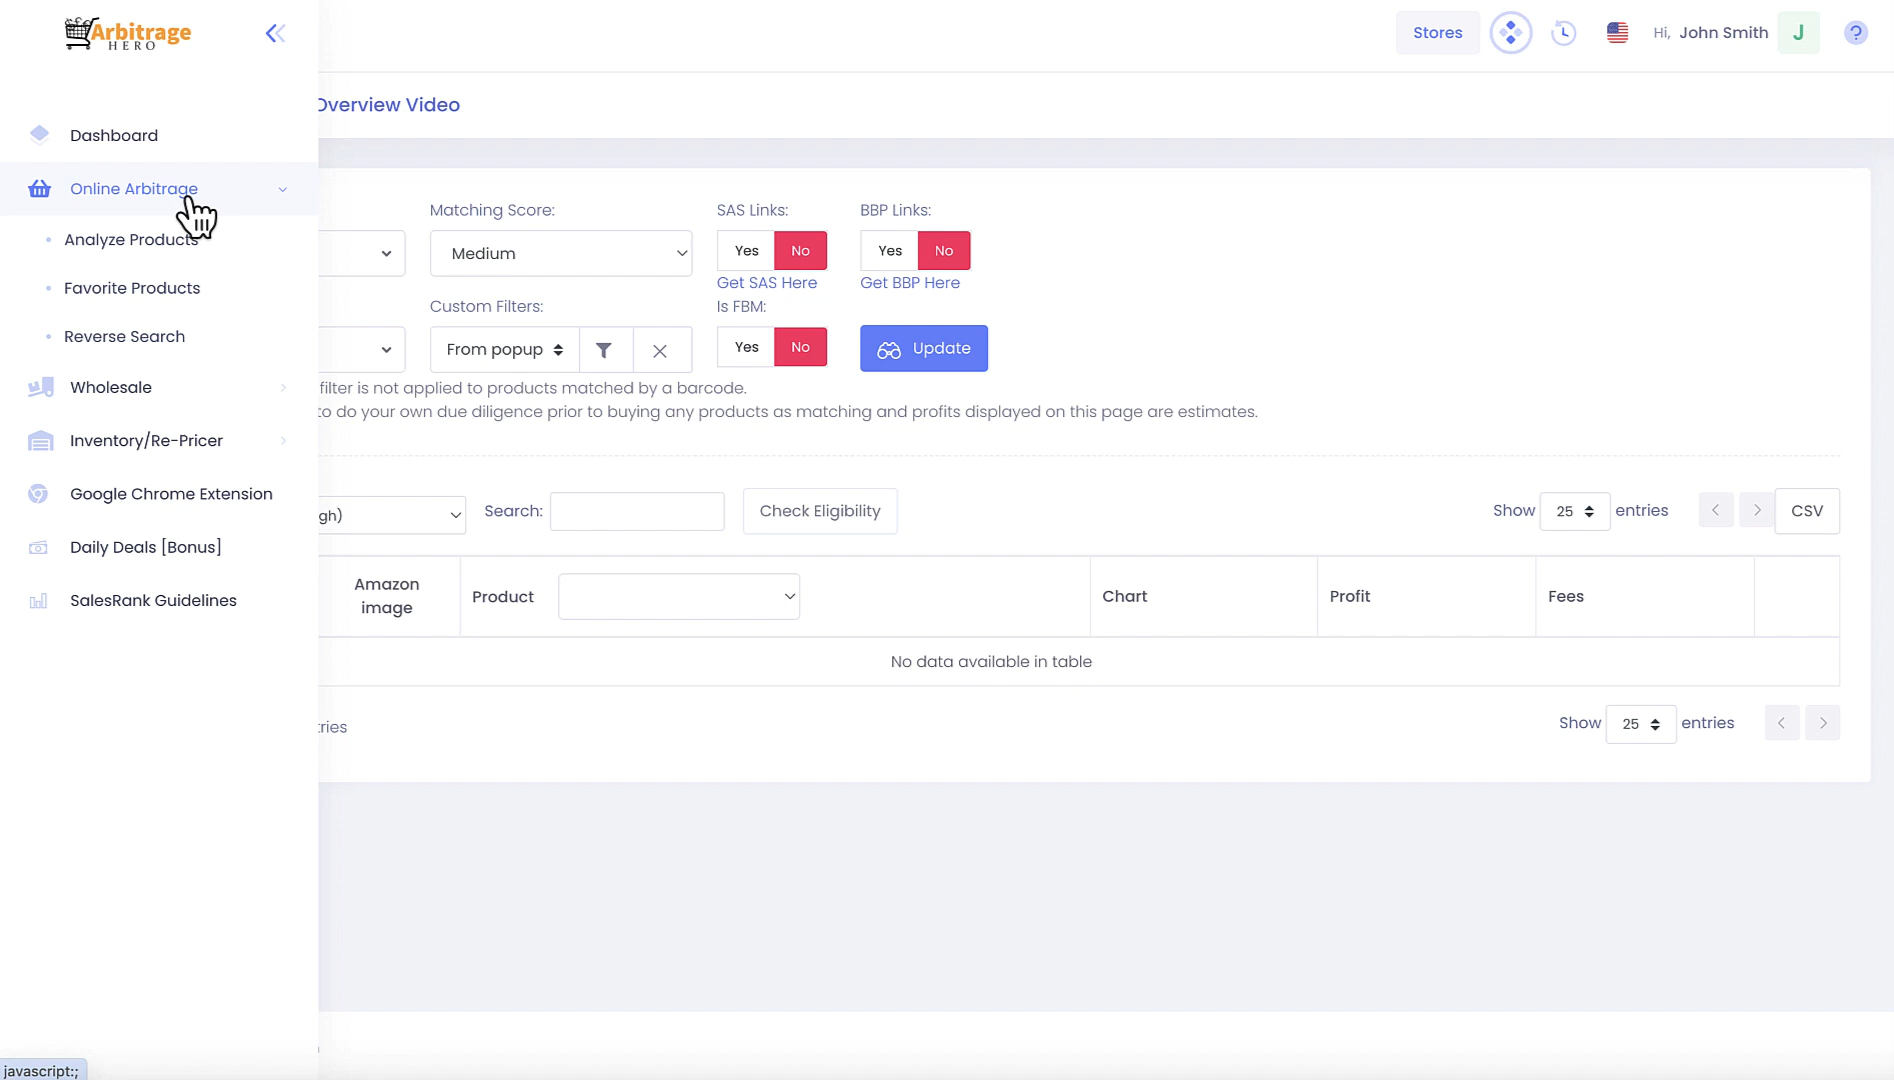 Arbitrage
HERO
Stores
Hi, John Smith
J
?
Overview Video
Dashboard
Online Arbitrage
Analyze Products
Favorite Products
Reverse Search
Wholesale
Inventory/Re-Pricer
Google Chrome Extension
Daily Deals [Bonus]
SalesRank Guidelines
Matching Score:
SAS Links:
BBP Links:
Medium
Yes No
Yes No
Get SAS Here
Get BBP Here
Custom Filters:
Is FBM:
From popup
Yes No
Update
filter is not applied to products matched by a barcode.
to do your own due diligence prior to buying any products as matching and profits displayed on this page are estimates.
gh)
Search:
Check Eligibility
Show 25 entries
CSV
Amazon
image
Product
Chart
Profit
Fees
No data available in table
tries
Show 25 entries
javascript:;